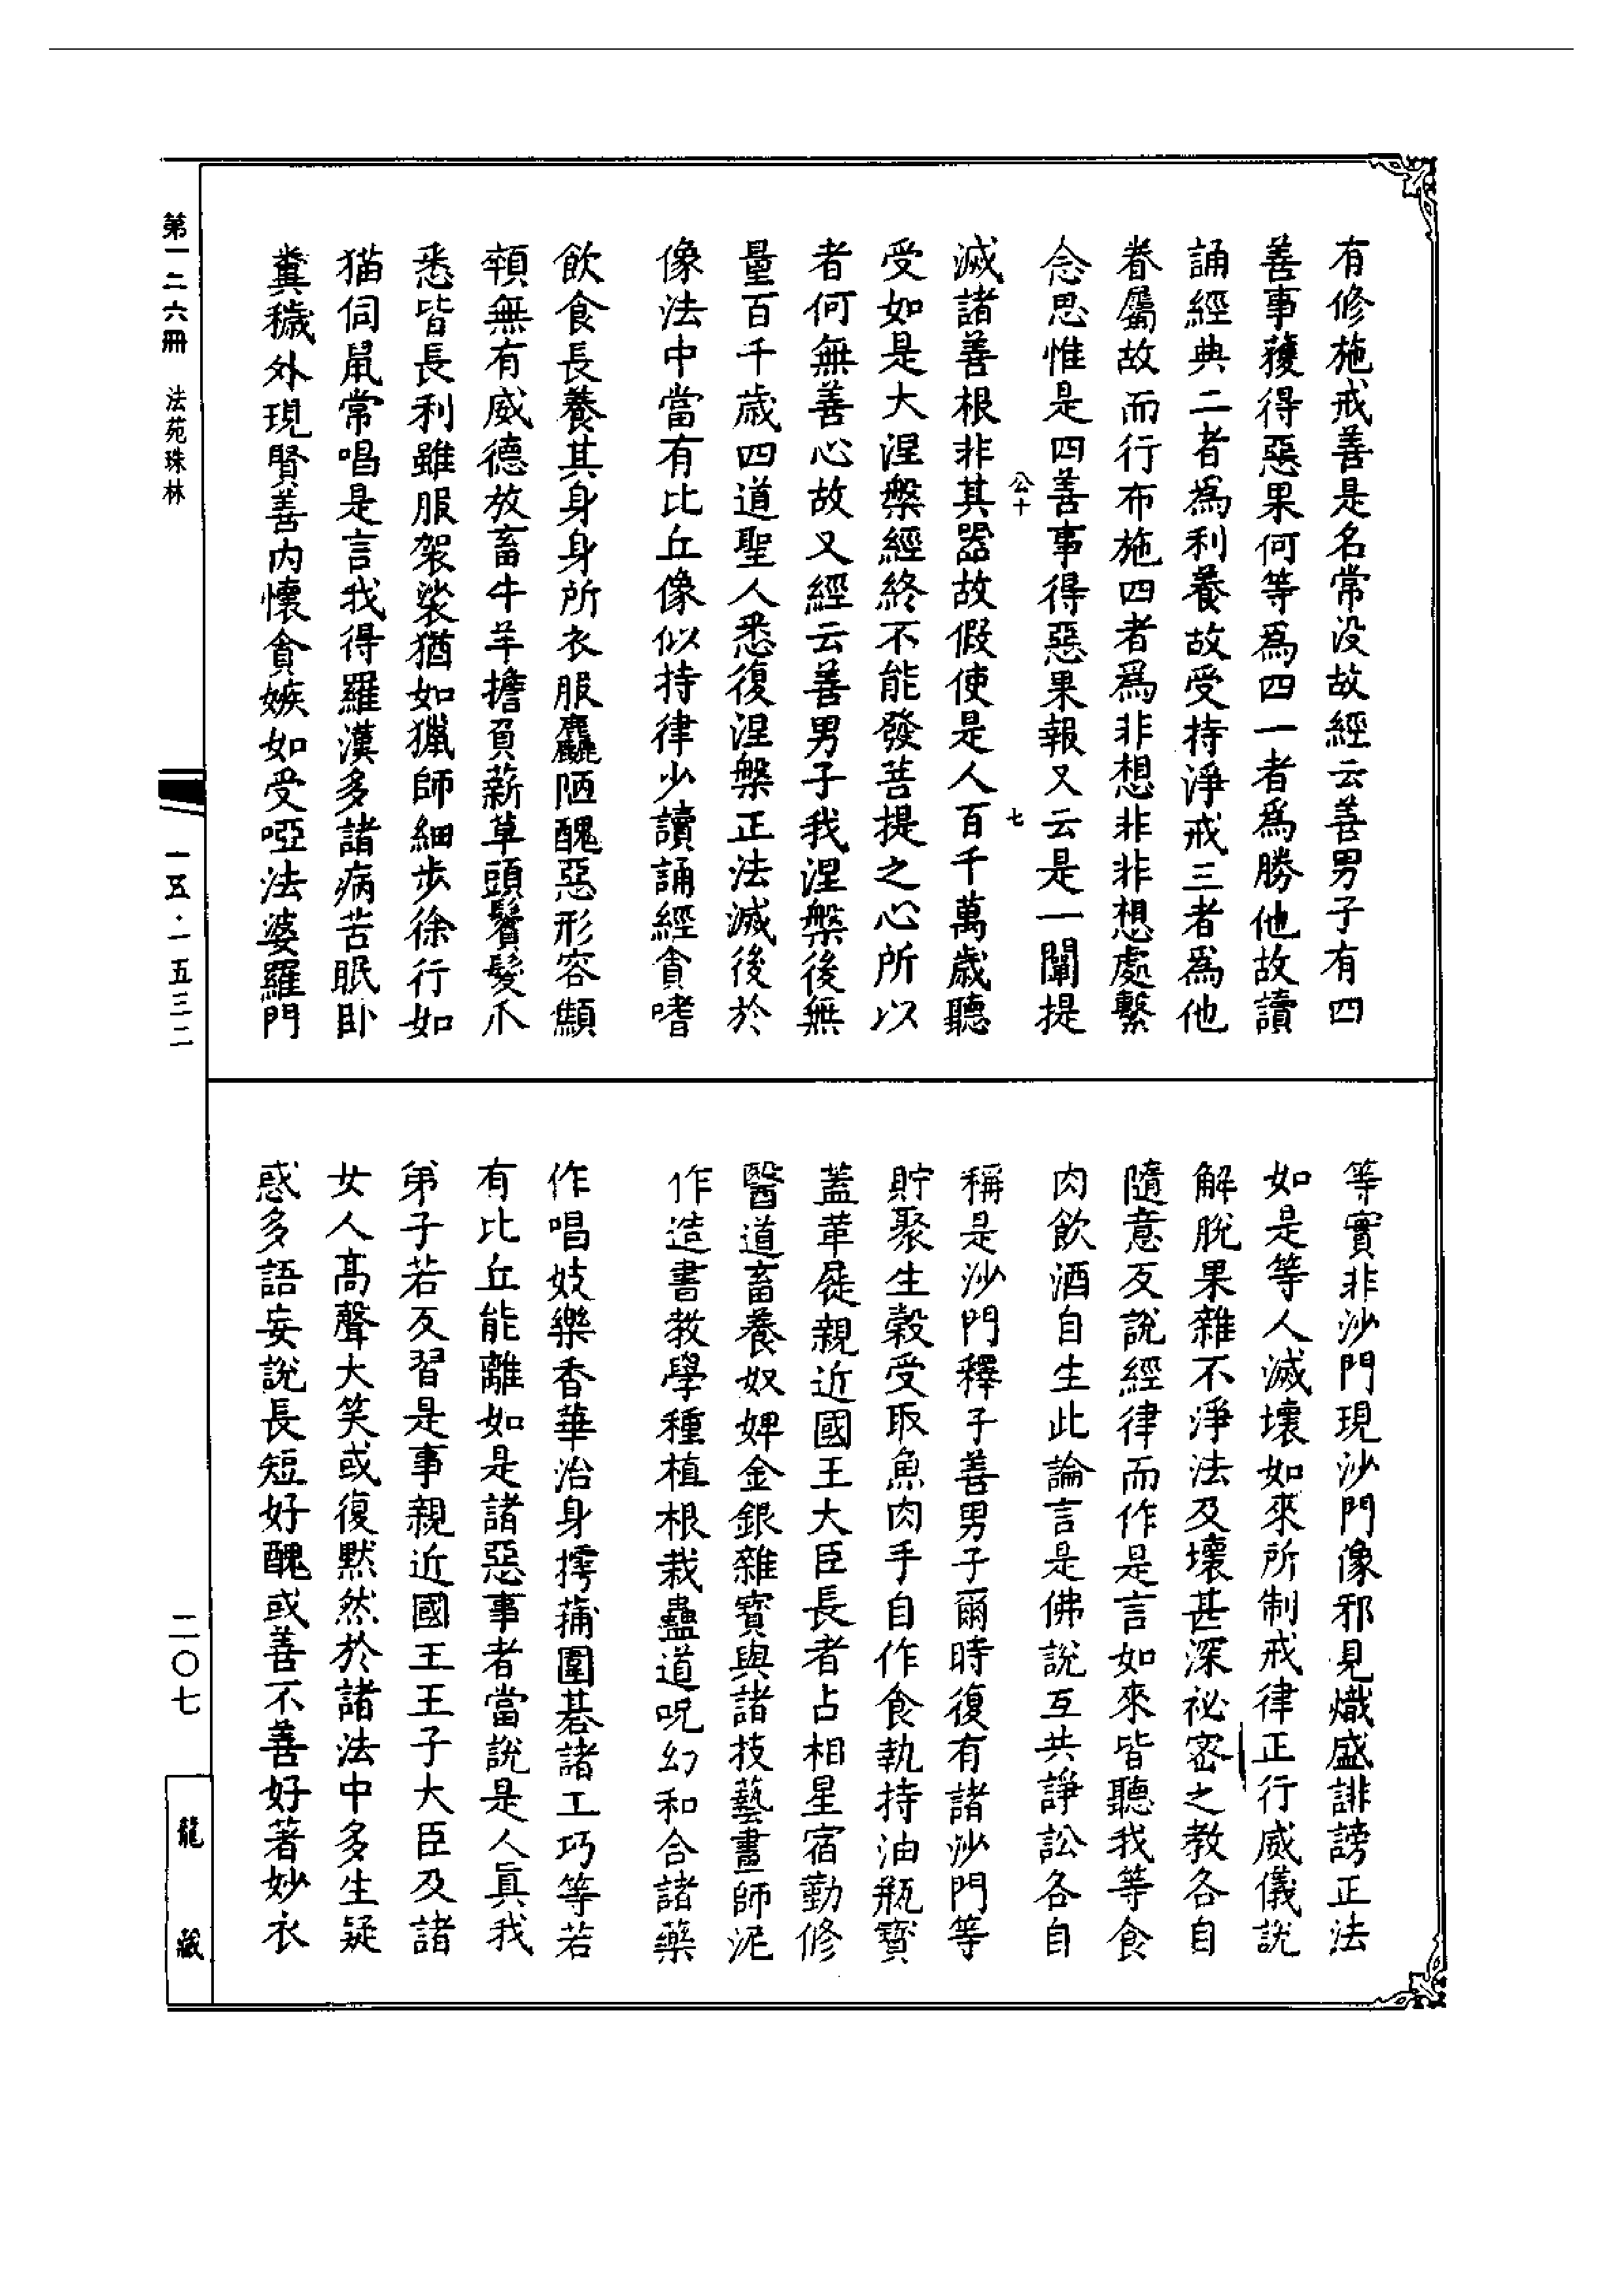 有修施戒善是名常沒故經云善男子有四
善事獲得惡果何等爲四一者爲勝他故讀
誦經典二者爲利養故受持淨戒三者爲他
眷屬故而行布施四者爲非想非非想處繫
念思惟是四善事得惡果報又云是一闡提
公十
七
滅諸善根非其器故假使是人百千萬歲聽
受如是大涅槃經終不能發菩提之心所以
者何無善心故又經云善男子我涅槃後無
量百千歲四道聖人悉復涅槃正法滅後於
像法中當有比丘像似持律少讀誦經貪嗜
飲食長養其身身所衣服麤陋醜惡形容顦
顇無有威德放畜牛羊擔負薪草頭鬚髮爪
悉皆長利雖服袈裟猶如獵師細步徐行如
猫伺鼠常唱是言我得羅漢多諸病苦眠卧
糞穢外現賢善內懷貪嫉如受啞法婆羅門
等實非沙門現沙門像邪見熾盛誹謗正法
如是等人滅壞如來所制戒律正行威儀說
解脫果雜不淨法及壞甚深祕密之教各自
隨意反說經律而作是言如來皆聽我等食
肉飲酒自生此論言是佛說互共諍訟各自
稱是沙門釋子善男子爾時復有諸沙門等
貯聚生穀受取魚肉手自作食執持油瓶寶
蓋革屣親近國王大臣長者占相星宿勤修
醫道畜養奴婢金銀雜寶與諸技藝畫師泥
作造書教學種植根栽蠱道呪幻和合諸藥
作唱妓樂香華治身摴蒱圍碁諸工巧等若
有比丘能離如是諸惡事者當說是人真我
弟子若反習是事親近國王王子大臣及諸
女人高聲大笑或復默然於諸法中多生疑
惑多語妄說長短好醜或善不善好著妙衣
第一二六冊 法苑珠林
一五·一五三二
二〇七
龍藏